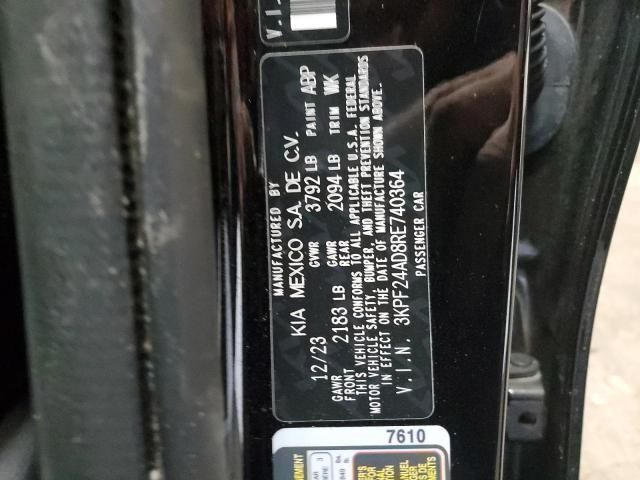 V.I.
MANUFACTURED BY
KIA MEXICO S.A. DE C.V.
12/23 GVWR 3792 LB PAINT ABP
GAWR FRONT 2183 LB GAWR REAR 2094 LB TRIM WK
THIS VEHICLE CONFORMS TO ALL APPLICABLE U.S.A. FEDERAL
MOTOR VEHICLE SAFETY, BUMPER, AND THEFT PREVENTION STANDARDS
IN EFFECT ON THE DATE OF MANUFACTURE SHOWN ABOVE.
V.I.N. 3KPF24AD8RE740364
PASSENGER CAR
7610